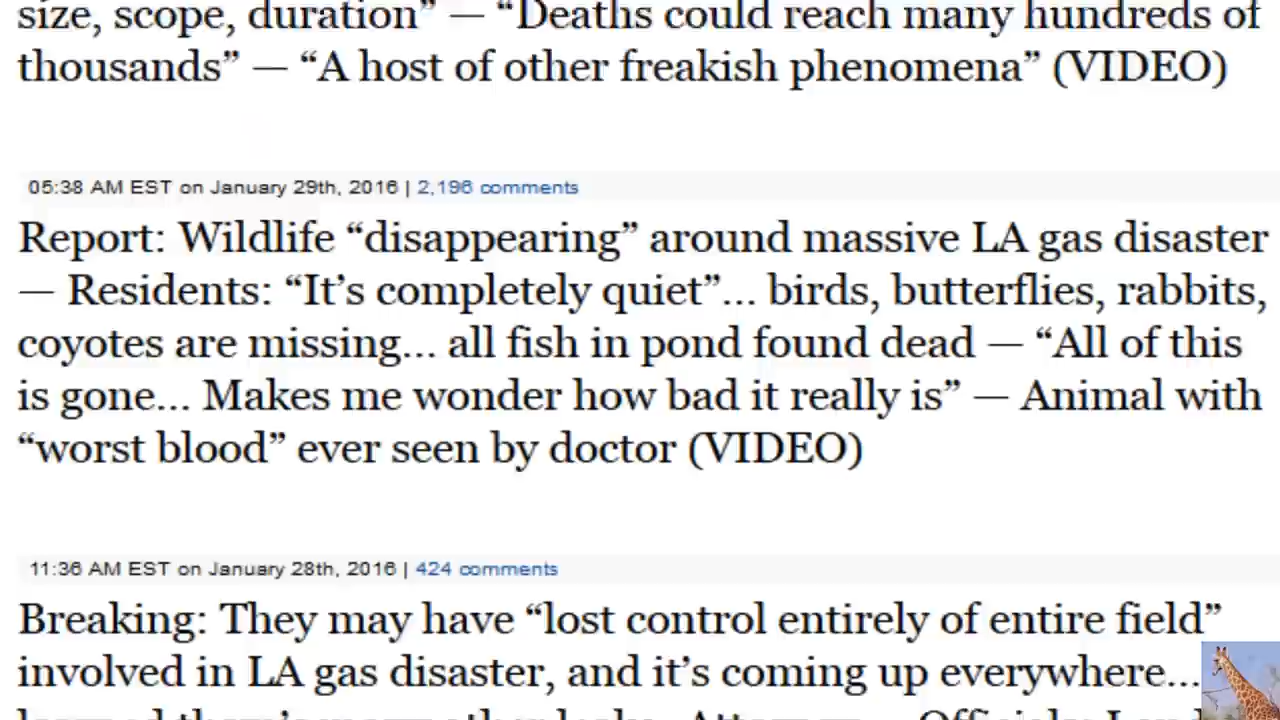 size, scope, duration” — “Deaths could reach many hundreds of
thousands” — “A host of other freakish phenomena” (VIDEO)
05:38 AM EST on January 29th, 2016 | 2,196 comments
Report: Wildlife “disappearing” around massive LA gas disaster
— Residents: “It’s completely quiet”... birds, butterflies, rabbits,
coyotes are missing... all fish in pond found dead — “All of this
is gone... Makes me wonder how bad it really is” — Animal with
“worst blood” ever seen by doctor (VIDEO)
11:36 AM EST on January 28th, 2016 | 424 comments
Breaking: They may have “lost control entirely of entire field”
involved in LA gas disaster, and it’s coming up everywhere...